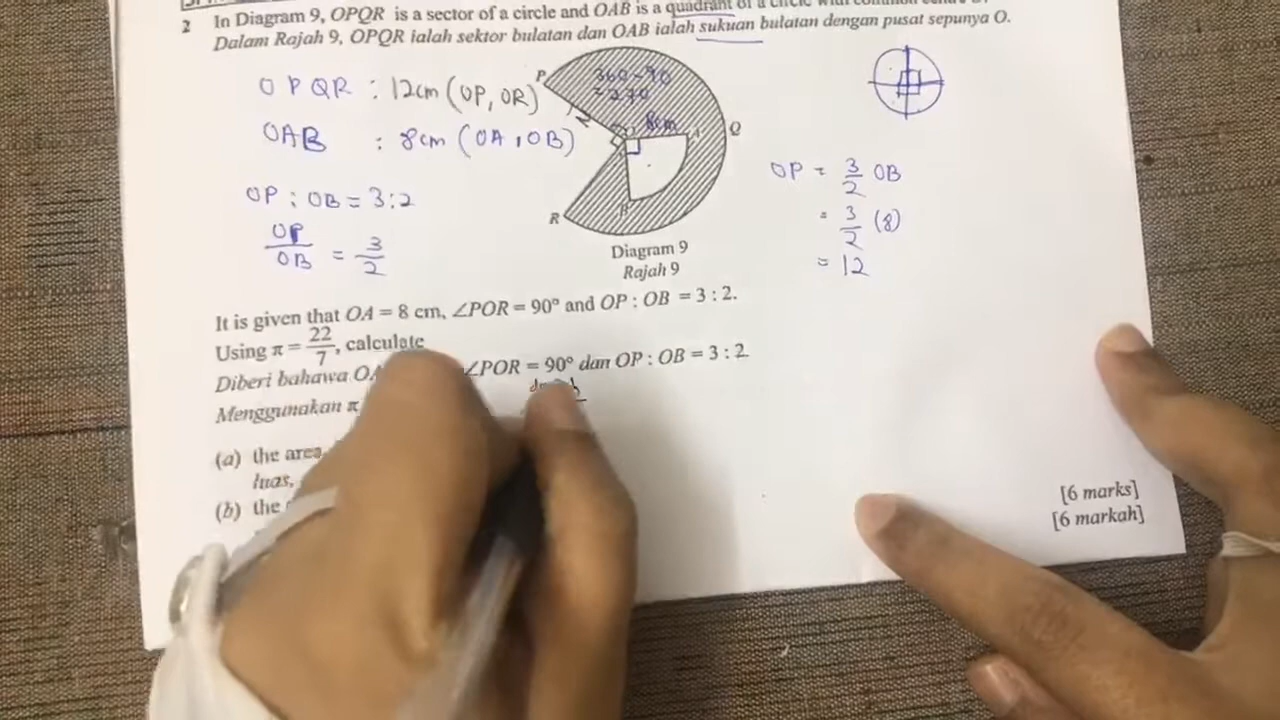 2 In Diagram 9, OPQR is a sector of a circle and OAB is a quadrant of a circle with common centre O.
Dalam Rajah 9, OPQR ialah sektor bulatan dan OAB ialah sukuan bulatan dengan pusat sepunya O.
OPQR : 12cm (OP, OR)
OAB : 8cm (OA, OB)
OP : OB = 3:2
OP/OB = 3/2
P
360-90
= 270
8cm
A
Q
B
R
Diagram 9
Rajah 9
OP = 3/2 OB
= 3/2 (8)
= 12
It is given that OA = 8 cm, ∠POR = 90° and OP : OB = 3 : 2.
Using π = 22/7, calculate
Diberi bahawa OA ∠POR = 90° dan OP : OB = 3 : 2
Menggunakan π
(a) the area
luas,
(b) the
[6 marks]
[6 markah]